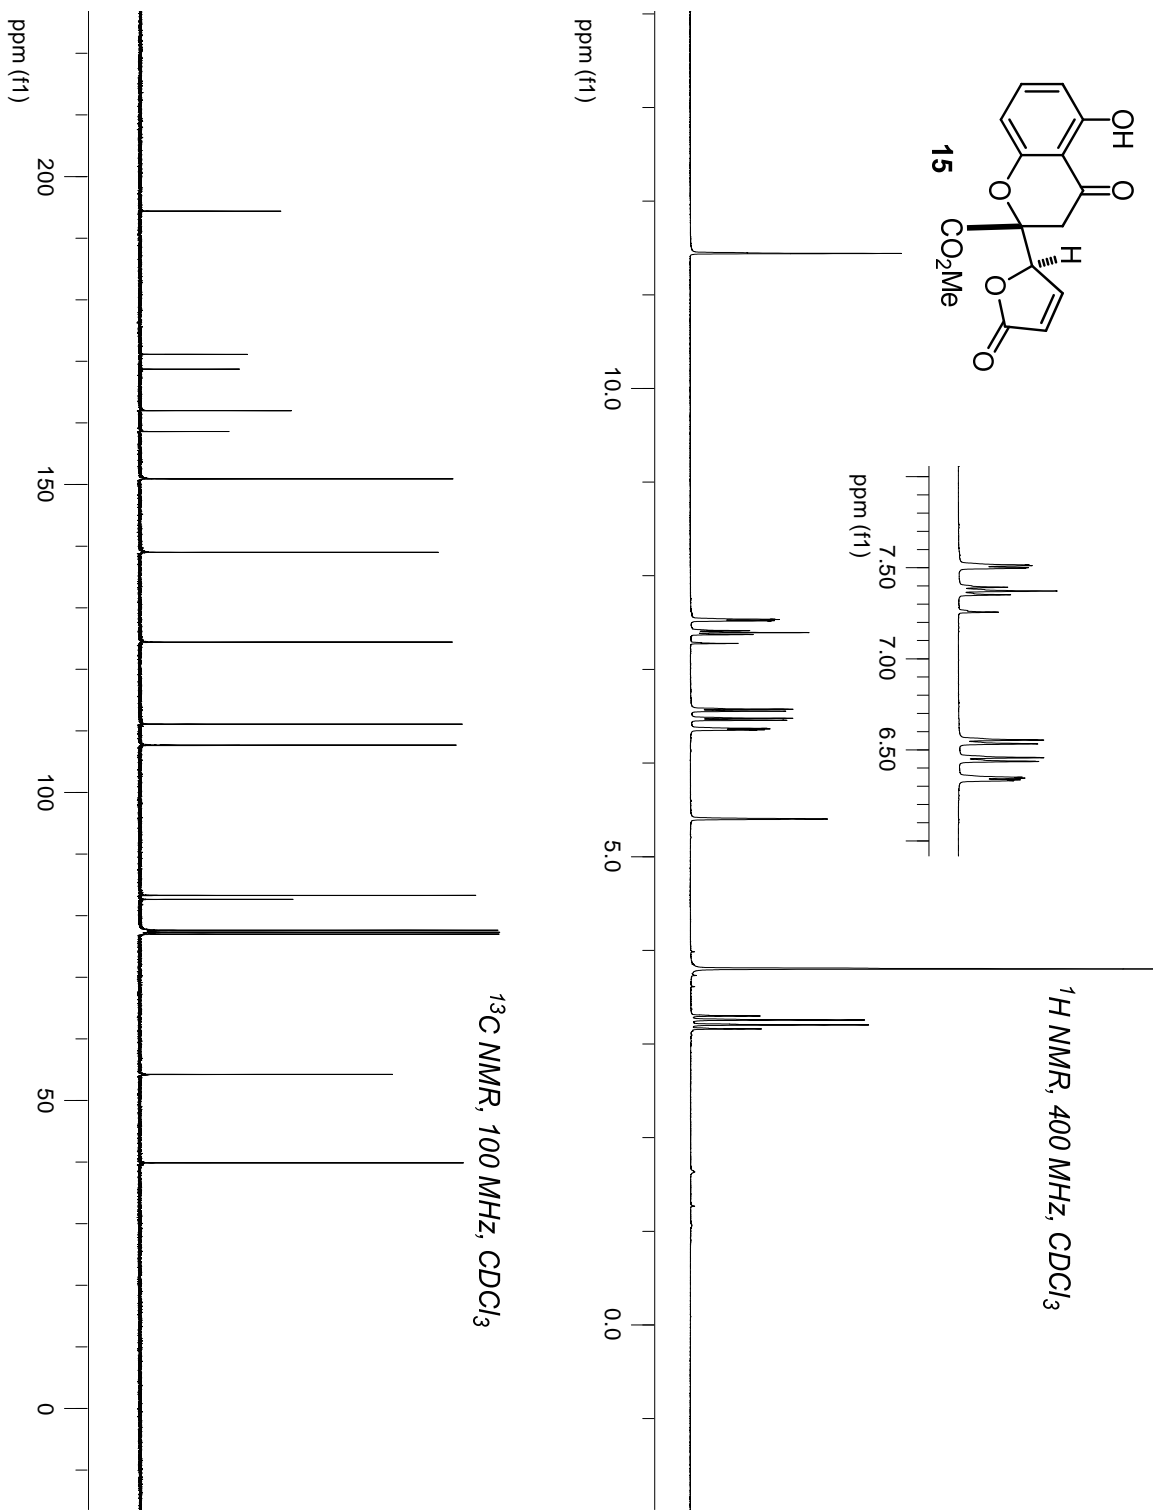 OH
O
O
H
O
O
CO2Me
15
1H NMR, 400 MHz, CDCl3
7.50
7.00
6.50
ppm (f1)
10.0
5.0
0.0
ppm (f1)
13C NMR, 100 MHz, CDCl3
200
150
100
50
0
ppm (f1)